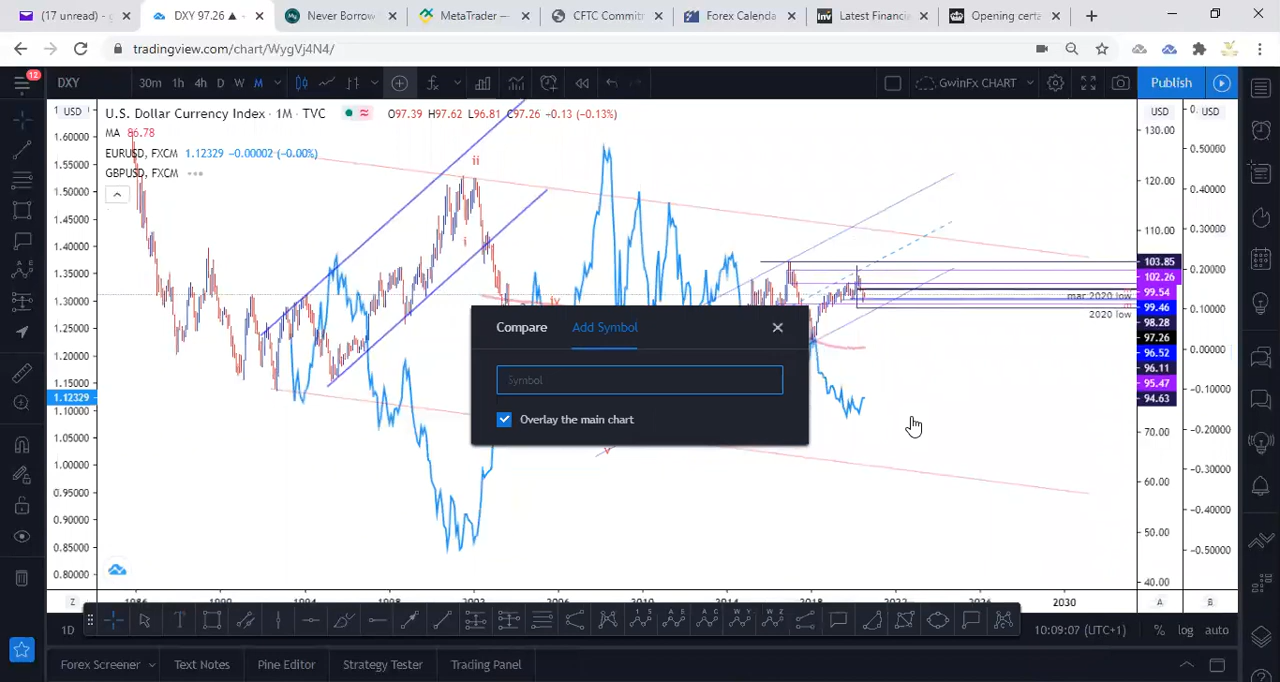 (17 unread) - mail
DXY 97.26 ▲
Never Borrow
MetaTrader —
CFTC Commitm
Forex Calenda
Latest Financia
Opening certa
tradingview.com/chart/WygVj4N4/
12
DXY
30m 1h 4h D W M
GwinFx CHART
Publish
U.S. Dollar Currency Index · 1M · TVC
O97.39 H97.62 L96.81 C97.26 -0.13 (-0.13%)
MA 86.78
EURUSD, FXCM 1.12329 -0.00002 (-0.00%)
GBPUSD, FXCM
USD
1.60000
1.55000
1.50000
1.45000
1.40000
1.35000
1.30000
1.25000
1.20000
1.15000
1.12329
1.10000
1.05000
1.00000
0.95000
0.90000
0.85000
0.80000
ii
i
iv
v
mar 2020 low
2020 low
Compare
Add Symbol
Symbol
Overlay the main chart
USD
130.00
120.00
110.00
103.85
102.26
99.54
99.46
98.28
97.26
96.52
96.11
95.47
94.63
70.00
60.00
50.00
40.00
USD
0.50000
0.40000
0.30000
0.20000
0.10000
0.00000
-0.10000
-0.20000
-0.30000
-0.40000
-0.50000
Z
1986 1990 1994 1998 2002 2006 2010 2014 2018 2022 2026 2030
A
B
1D
10:09:07 (UTC+1)
% log auto
Forex Screener
Text Notes
Pine Editor
Strategy Tester
Trading Panel